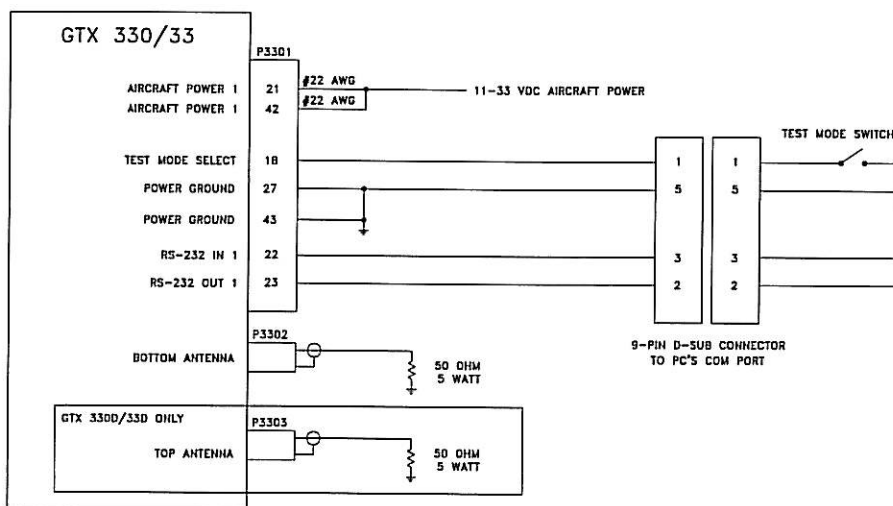 GTX 330/33
P3301
AIRCRAFT POWER 1 21 #22 AWG 11-33 VDC AIRCRAFT POWER
AIRCRAFT POWER 1 42 #22 AWG
TEST MODE SWITCH
TEST MODE SELECT 18 1 1
POWER GROUND 27 5 5
POWER GROUND 43
RS-232 IN 1 22 3 3
RS-232 OUT 1 23 2 2
P3302
9-PIN D-SUB CONNECTOR
TO PC'S COM PORT
BOTTOM ANTENNA
50 OHM
5 WATT
GTX 330D/33D ONLY
P3303
TOP ANTENNA
50 OHM
5 WATT